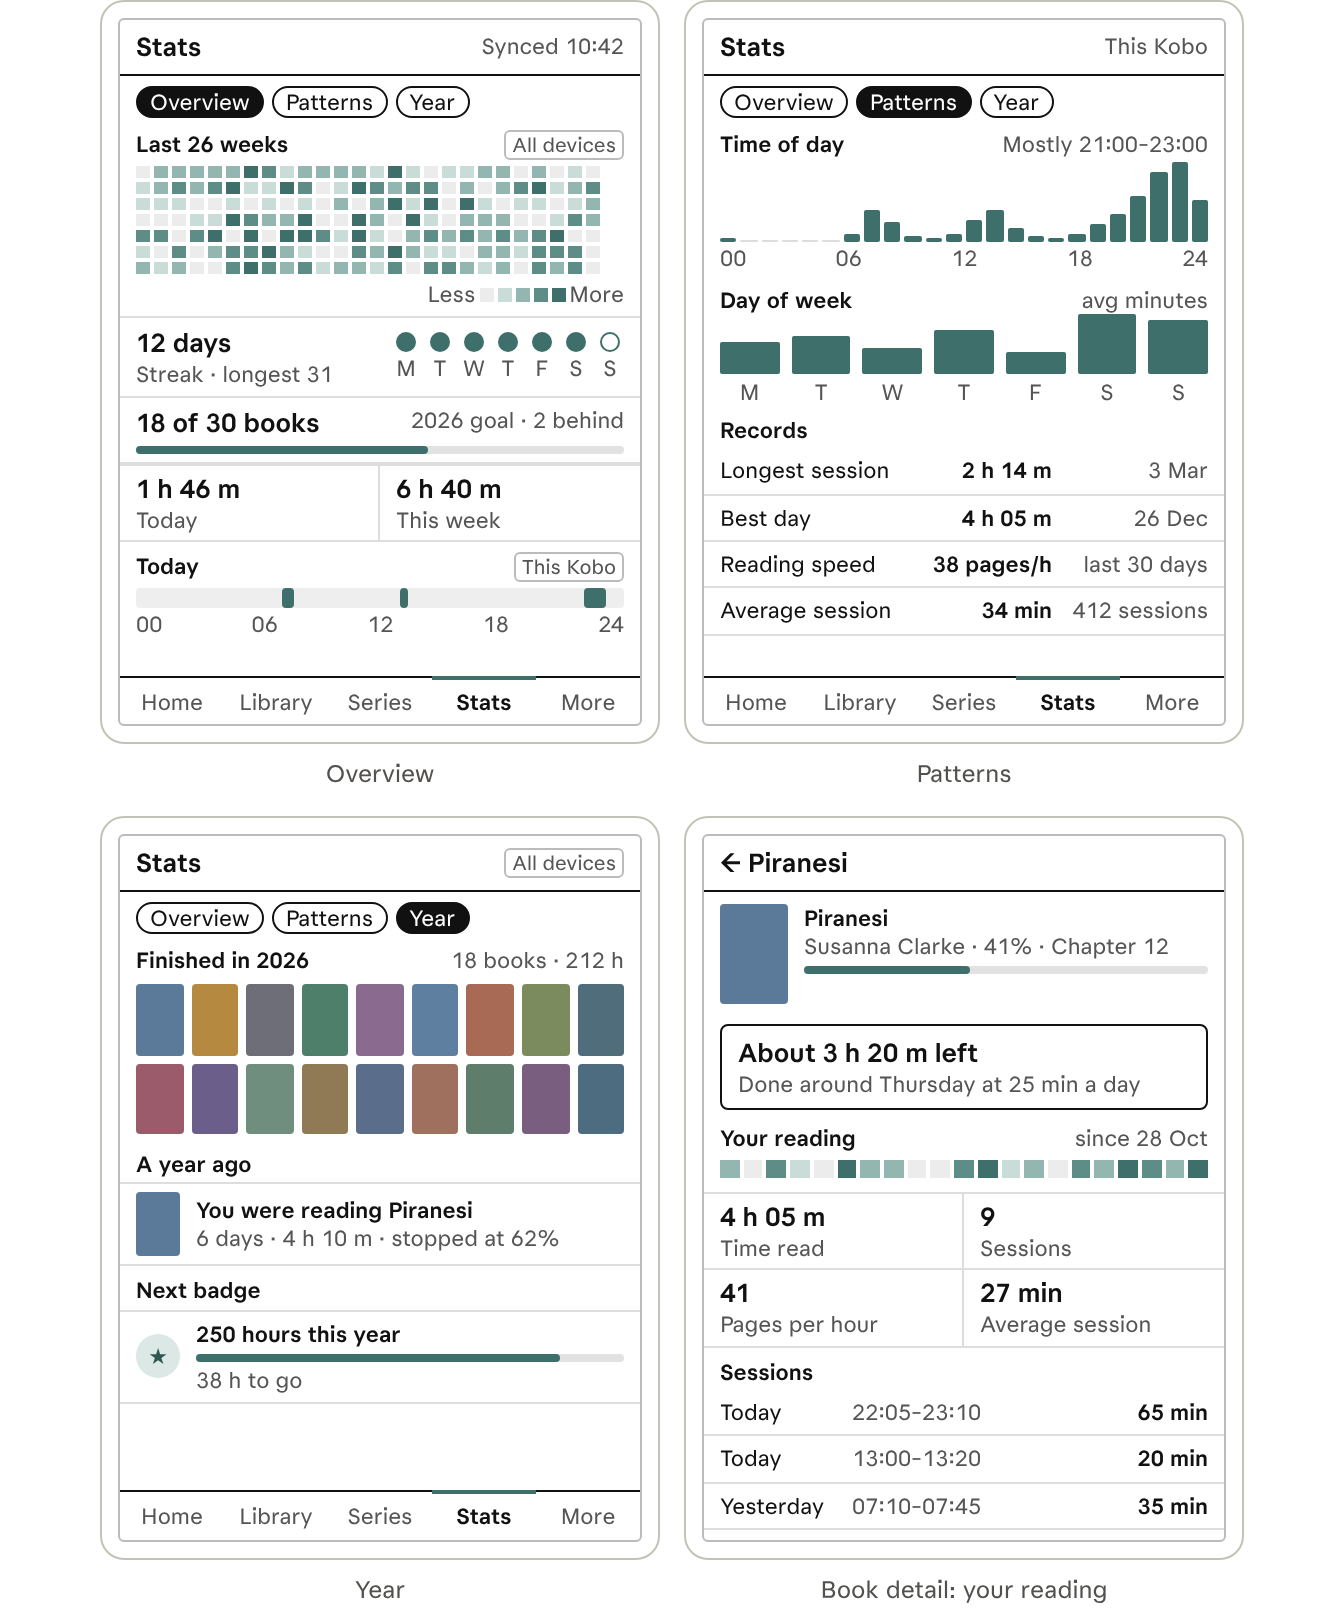 Stats Synced 10:42
Overview Patterns Year
Last 26 weeks All devices
Less More
12 days
Streak · longest 31
M T W T F S S
18 of 30 books 2026 goal · 2 behind
1 h 46 m 6 h 40 m
Today This week
Today This Kobo
00 06 12 18 24
Home Library Series Stats More
Overview
Stats This Kobo
Overview Patterns Year
Time of day Mostly 21:00–23:00
00 06 12 18 24
Day of week avg minutes
M T W T F S S
Records
Longest session 2 h 14 m 3 Mar
Best day 4 h 05 m 26 Dec
Reading speed 38 pages/h last 30 days
Average session 34 min 412 sessions
Home Library Series Stats More
Patterns
Stats All devices
Overview Patterns Year
Finished in 2026 18 books · 212 h
A year ago
You were reading Piranesi
6 days · 4 h 10 m · stopped at 62%
Next badge
250 hours this year
38 h to go
Home Library Series Stats More
Year
← Piranesi
Piranesi
Susanna Clarke · 41% · Chapter 12
About 3 h 20 m left
Done around Thursday at 25 min a day
Your reading since 28 Oct
4 h 05 m 9
Time read Sessions
41 27 min
Pages per hour Average session
Sessions
Today 22:05–23:10 65 min
Today 13:00–13:20 20 min
Yesterday 07:10–07:45 35 min
Book detail: your reading